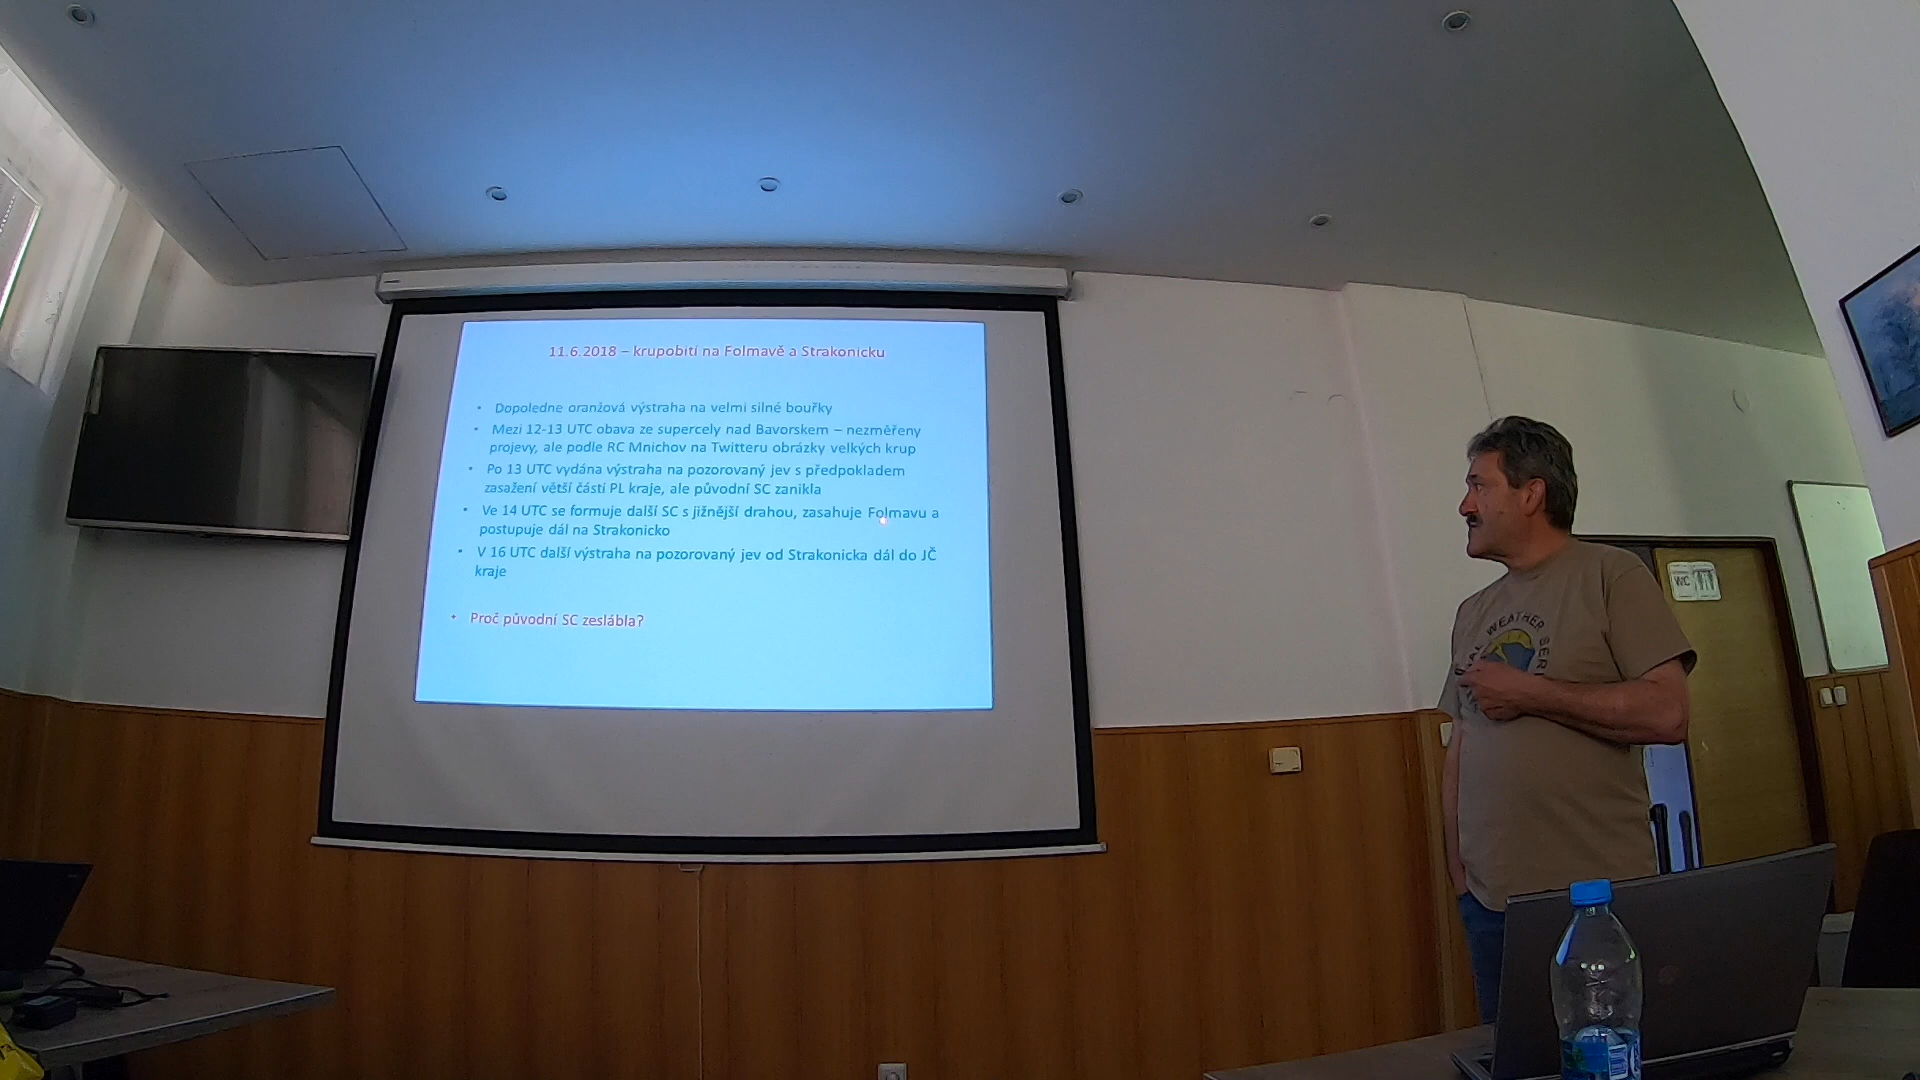 11.6.2018 – krupobití na Folmavě a Strakonicku
• Dopoledne oranžová výstraha na velmi silné bouřky
• Mezi 12-13 UTC obava ze supercely nad Bavorskem – nezměřeny
projevy, ale podle RC Mnichov na Twitteru obrázky velkých krup
• Po 13 UTC vydána výstraha na pozorovaný jev s předpokladem
zasažení větší části PL kraje, ale původní SC zanikla
• Ve 14 UTC se formuje další SC s jižnější drahou, zasahuje Folmavu a
postupuje dál na Strakonicko
• V 16 UTC další výstraha na pozorovaný jev od Strakonicka dál do JČ
kraje
• Proč původní SC zeslábla?
WEATHER SER
WC